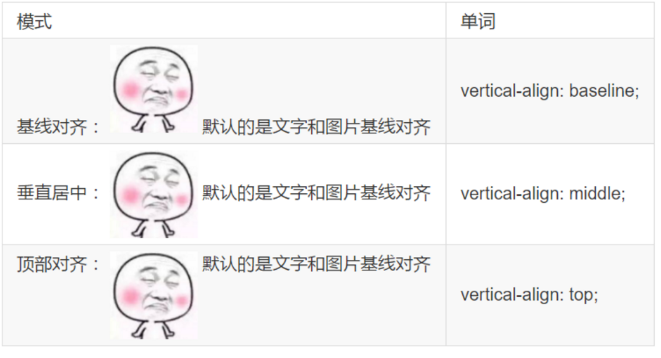 模式 单词
基线对齐： 默认的是文字和图片基线对齐 vertical-align: baseline;
垂直居中： 默认的是文字和图片基线对齐 vertical-align: middle;
顶部对齐： 默认的是文字和图片基线对齐 vertical-align: top;